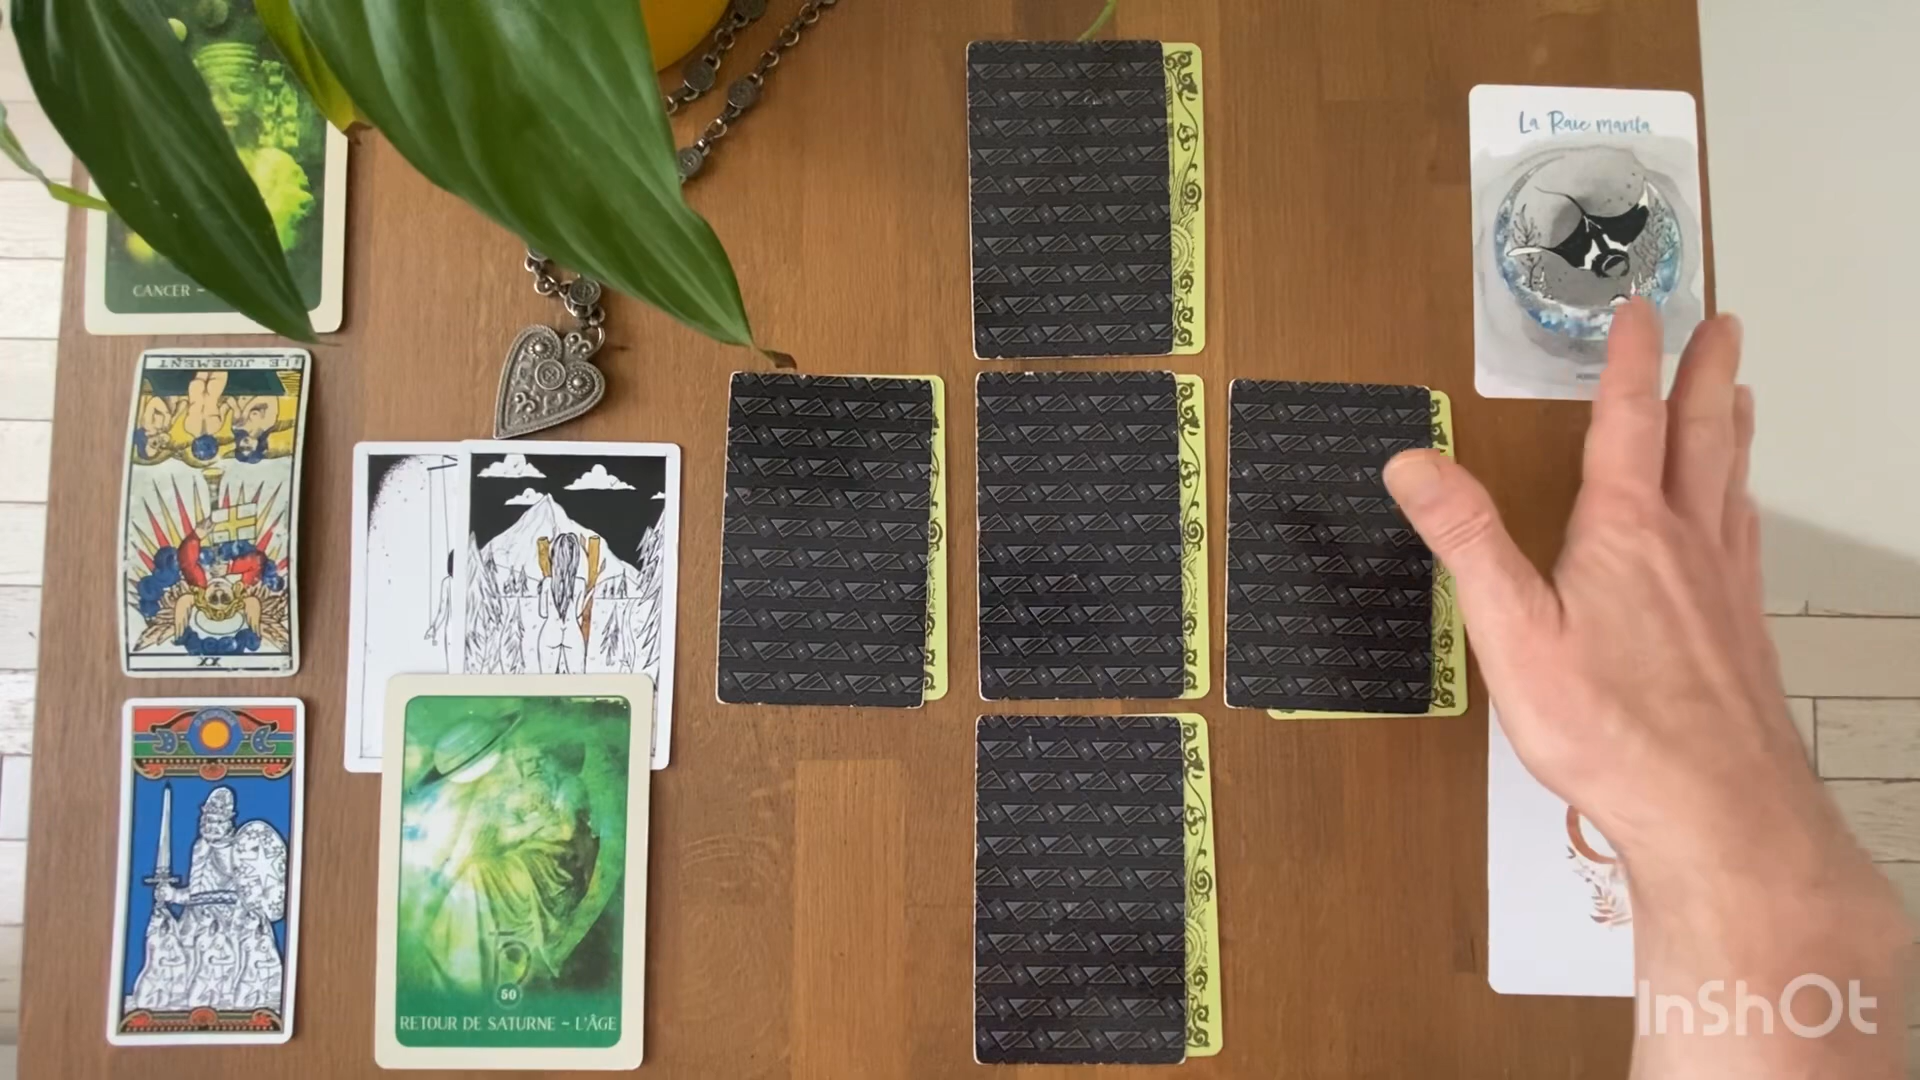 La Raie manta
CANCER –
LE JUGEMENT
XX
50
RETOUR DE SATURNE – L'ÂGE
InShOt